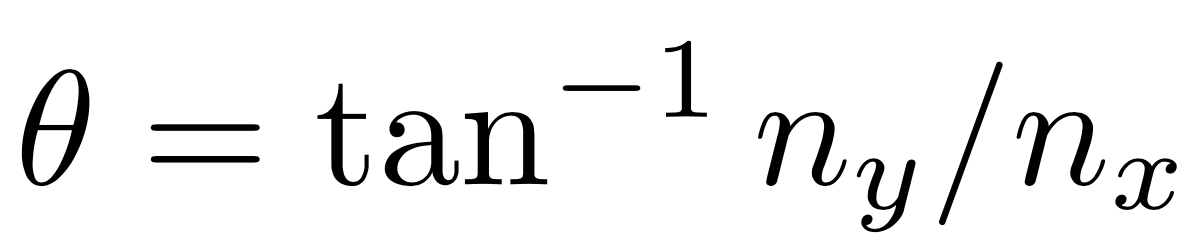 θ = tan⁻¹ n_y/n_x